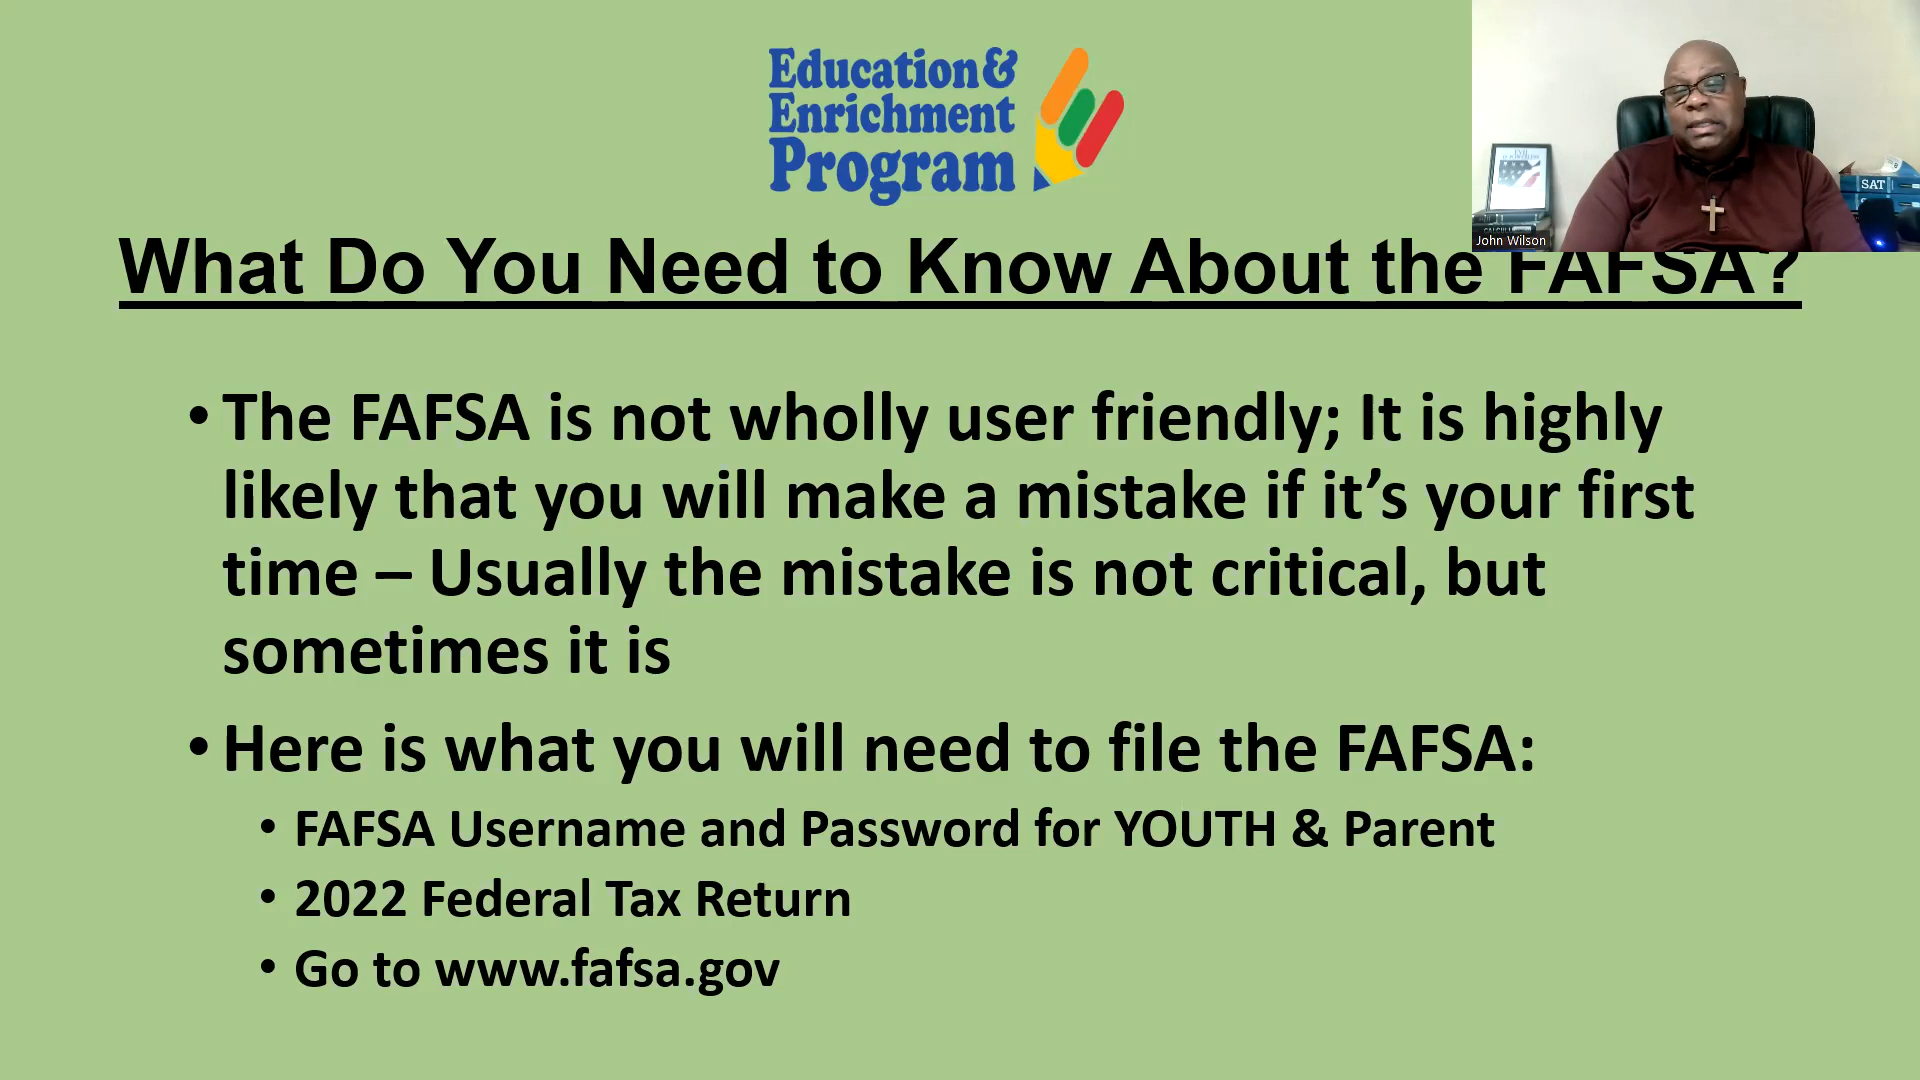 Education&
Enrichment
Program
SAT
John Wilson
What Do You Need to Know About the FAFSA?
• The FAFSA is not wholly user friendly; It is highly
likely that you will make a mistake if it’s your first
time – Usually the mistake is not critical, but
sometimes it is
• Here is what you will need to file the FAFSA:
• FAFSA Username and Password for YOUTH & Parent
• 2022 Federal Tax Return
• Go to www.fafsa.gov